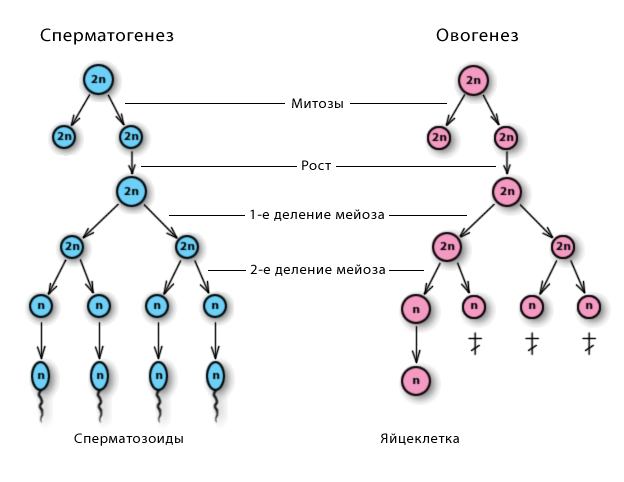 Сперматогенез Овогенез
2n 2n
Митозы
2n 2n 2n 2n
Рост
2n 2n
1-е деление мейоза
2n 2n 2n 2n
2-е деление мейоза
n n n n n n n n
n n n n n
Сперматозоиды Яйцеклетка